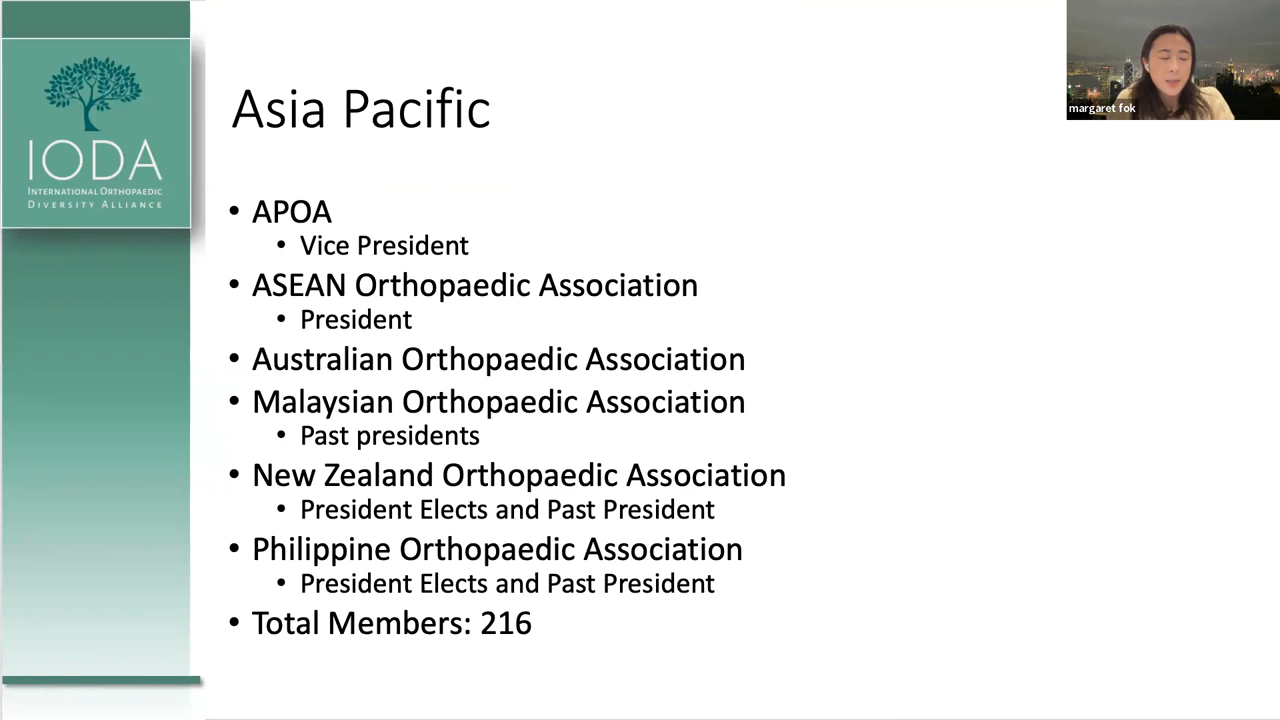 IODA
INTERNATIONAL ORTHOPAEDIC
DIVERSITY ALLIANCE
Asia Pacific
margaret fok
• APOA
• Vice President
• ASEAN Orthopaedic Association
• President
• Australian Orthopaedic Association
• Malaysian Orthopaedic Association
• Past presidents
• New Zealand Orthopaedic Association
• President Elects and Past President
• Philippine Orthopaedic Association
• President Elects and Past President
• Total Members: 216